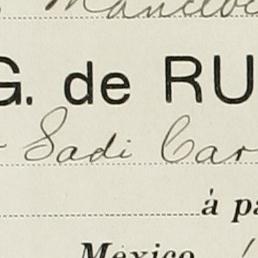 G. de RU
Sadi Car
á pa
Mexico